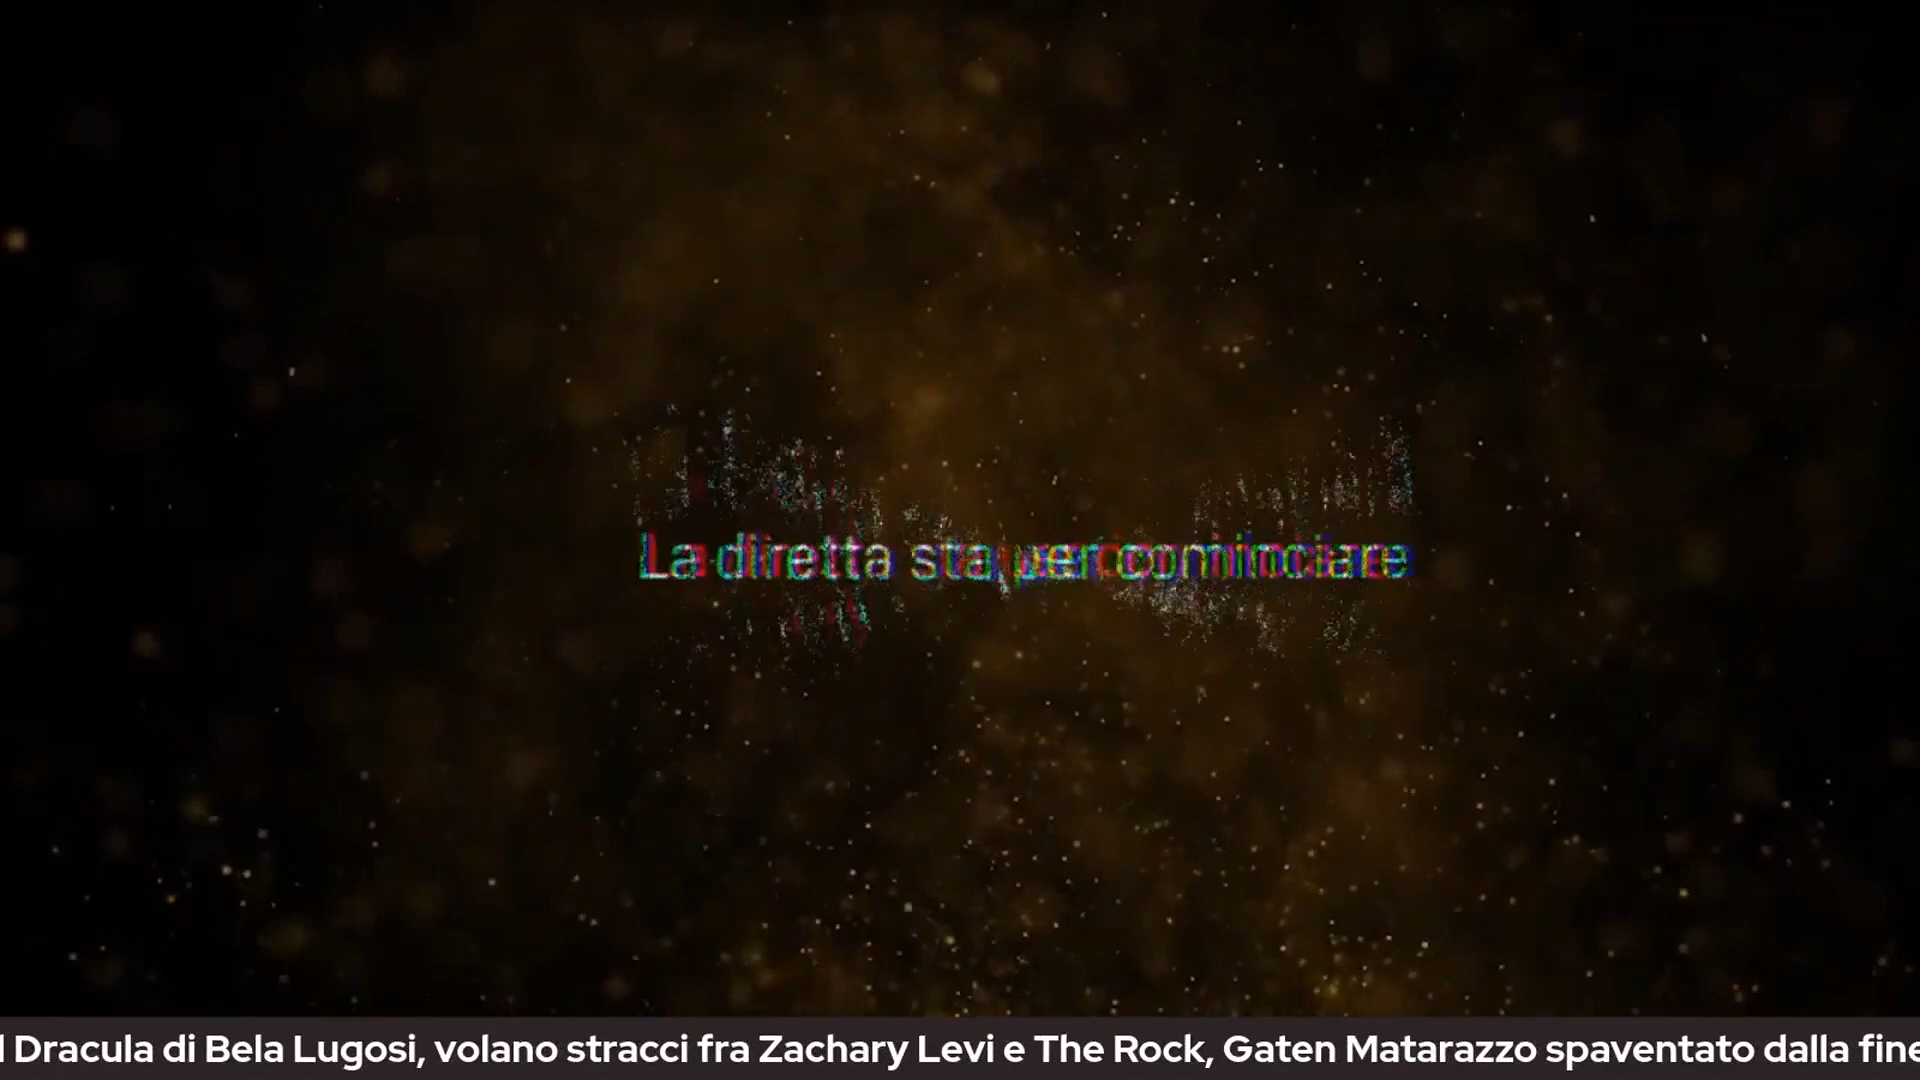 La diretta sta per cominciare
l Dracula di Bela Lugosi, volano stracci fra Zachary Levi e The Rock, Gaten Matarazzo spaventato dalla fine